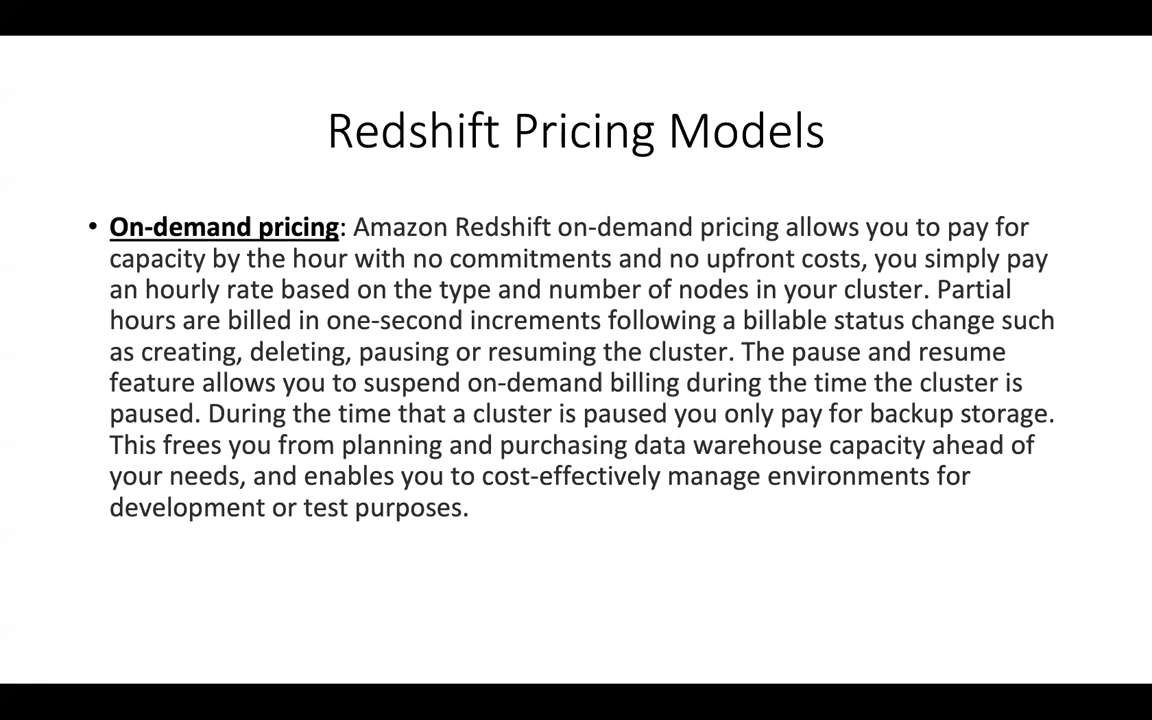 Redshift Pricing Models
• On-demand pricing: Amazon Redshift on-demand pricing allows you to pay for
capacity by the hour with no commitments and no upfront costs, you simply pay
an hourly rate based on the type and number of nodes in your cluster. Partial
hours are billed in one-second increments following a billable status change such
as creating, deleting, pausing or resuming the cluster. The pause and resume
feature allows you to suspend on-demand billing during the time the cluster is
paused. During the time that a cluster is paused you only pay for backup storage.
This frees you from planning and purchasing data warehouse capacity ahead of
your needs, and enables you to cost-effectively manage environments for
development or test purposes.